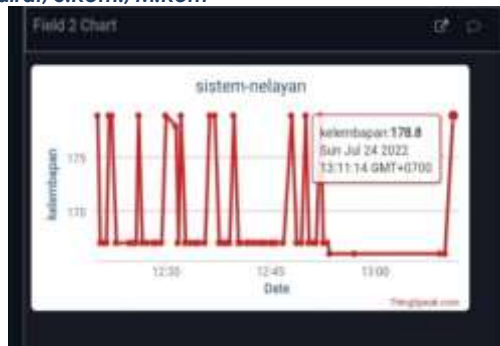 Field 2 Chart
sistem-nelayan
kelembapan
175
170
kelembapan:178.8
Sun Jul 24 2022
13:11:14 GMT+0700
12:30
12:45
13:00
Date
ThingSpeak.com